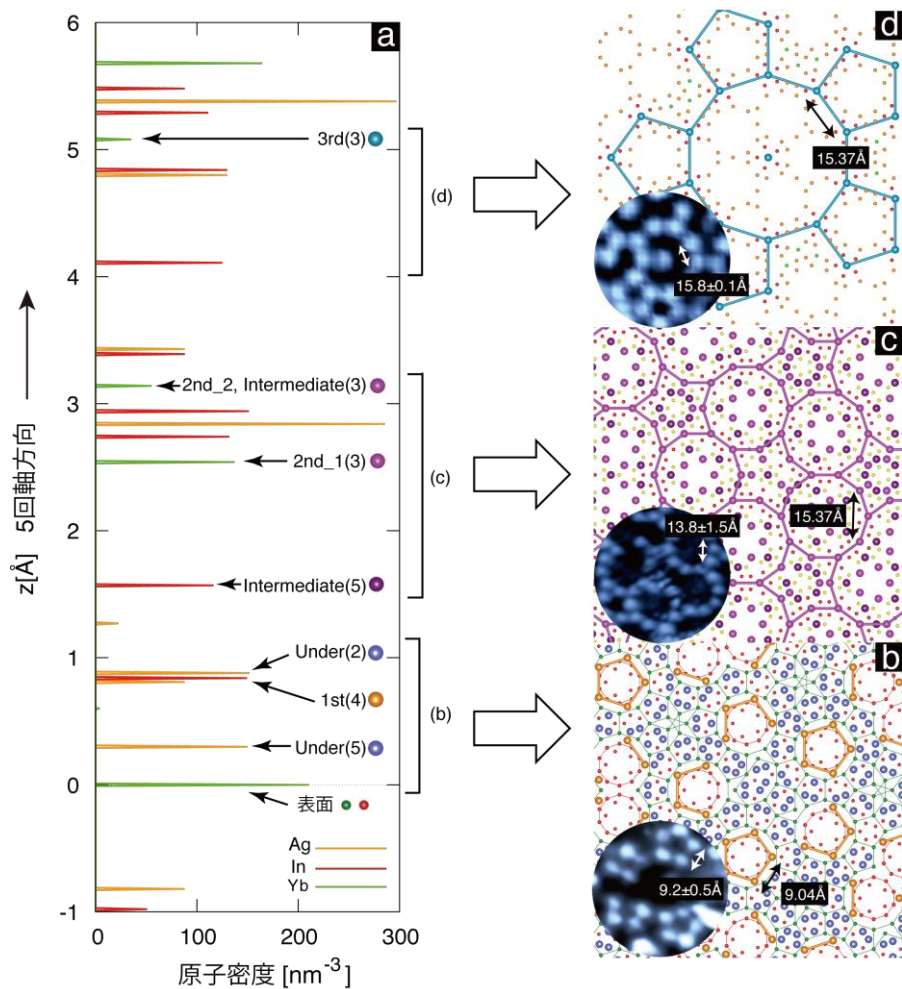 a
6
5
4
3
2
1
0
-1
z[Å] 5回軸方向
3rd(3)
(d)
2nd_2, Intermediate(3)
2nd_1(3)
(c)
Intermediate(5)
Under(2)
1st(4)
(b)
Under(5)
表面
Ag
In
Yb
0 100 200 300
原子密度 [nm⁻³]
d
15.37Å
15.8±0.1Å
c
13.8±1.5Å
15.37Å
b
9.2±0.5Å
9.04Å